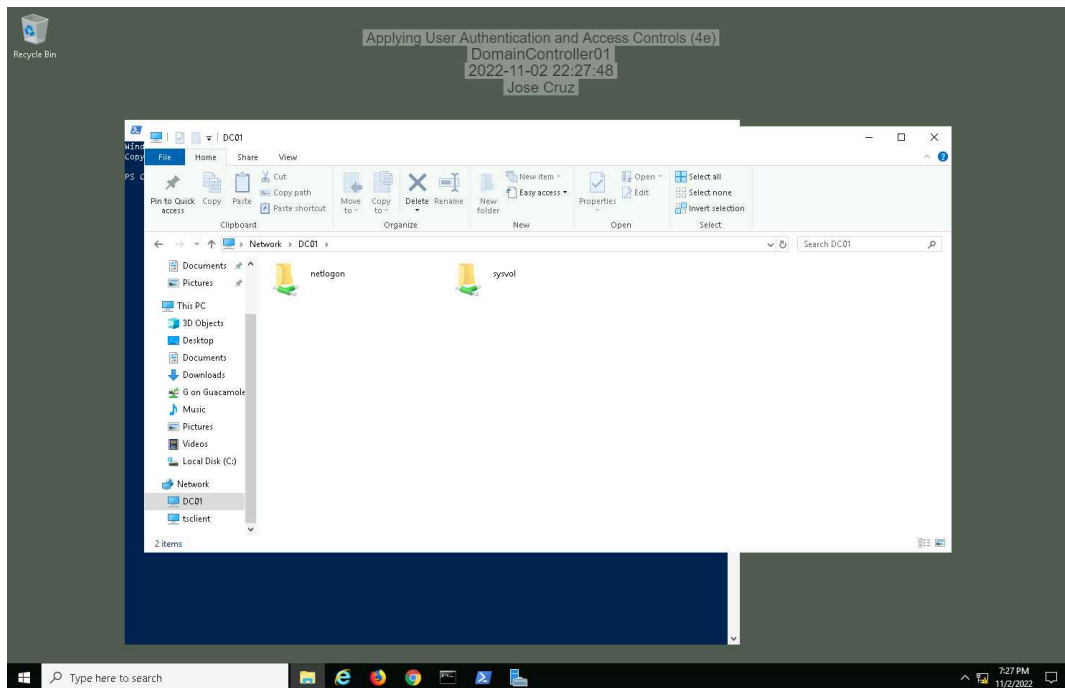 Recycle Bin
Applying User Authentication and Access Controls (4e)
DomainController01
2022-11-02 22:27:48
Jose Cruz
Wind
Copy
PS C
DC01
File Home Share View
Pin to Quick access
Copy
Paste
Cut
Copy path
Paste shortcut
Clipboard
Move to
Copy to
Delete
Rename
Organize
New folder
New item
Easy access
New
Properties
Open
Edit
Open
Select all
Select none
Invert selection
Select
Network > DC01 >
Search DC01
Documents
Pictures
This PC
3D Objects
Desktop
Documents
Downloads
G on Guacamole
Music
Pictures
Videos
Local Disk (C:)
Network
DC01
tsclient
netlogon
sysvol
2 items
Type here to search
7:27 PM
11/2/2022